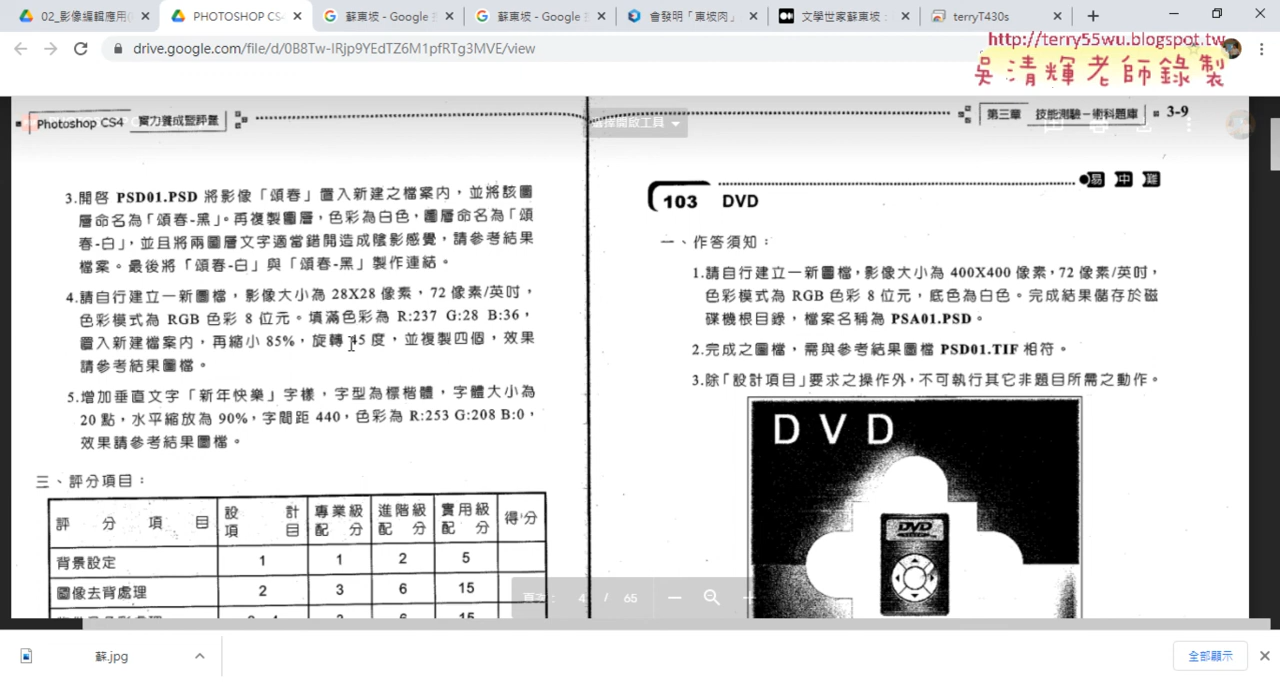 02_影像編輯應用(
PHOTOSHOP CS4
蘇東坡 - Google
蘇東坡 - Google
會發明「東坡肉」
文學世家蘇東坡：
terryT430s
drive.google.com/file/d/0B8Tw-IRjp9YEdTZ6M1pfRTg3MVE/view
http://terry55wu.blogspot.tw
吳清輝老師錄製
Photoshop CS4 實力養成暨評量
3.開啓 PSD01.PSD 將影像「頌春」置入新建之檔案內，並將該圖
層命名為「頌春-黑」。再複製圖層，色彩為白色，圖層命名為「頌
春-白」，並且將兩圖層文字適當錯開造成陰影感覺，請參考結果
檔案。最後將「頌春-白」與「頌春-黑」製作連結。
4.請自行建立一新圖檔，影像大小為 28X28 像素，72 像素/英吋，
色彩模式為 RGB 色彩 8 位元。填滿色彩為 R:237 G:28 B:36，
置入新建檔案內，再縮小 85%，旋轉 45 度，並複製四個，效果
請參考結果圖檔。
5.增加垂直文字「新年快樂」字樣，字型為標楷體，字體大小為
20 點，水平縮放為 90%，字間距 440，色彩為 R:253 G:208 B:0，
效果請參考結果圖檔。
三、評分項目：
評分項目 設計項目 專業級配分 進階級配分 實用級配分 得分
背景設定 1 1 2 5
圖像去背處理 2 3 6 15
選擇開啟工具
第三章 技能測驗－術科題庫 3-9
易 中 難
103 DVD
一、作答須知：
1.請自行建立一新圖檔，影像大小為 400X400 像素，72 像素/英吋，
色彩模式為 RGB 色彩 8 位元，底色為白色。完成結果儲存於磁
碟機根目錄，檔案名稱為 PSA01.PSD。
2.完成之圖檔，需與參考結果圖檔 PSD01.TIF 相符。
3.除「設計項目」要求之操作外，不可執行其它非題目所需之動作。
DVD
DVD
頁次： 4 / 65
蘇.jpg
全部顯示